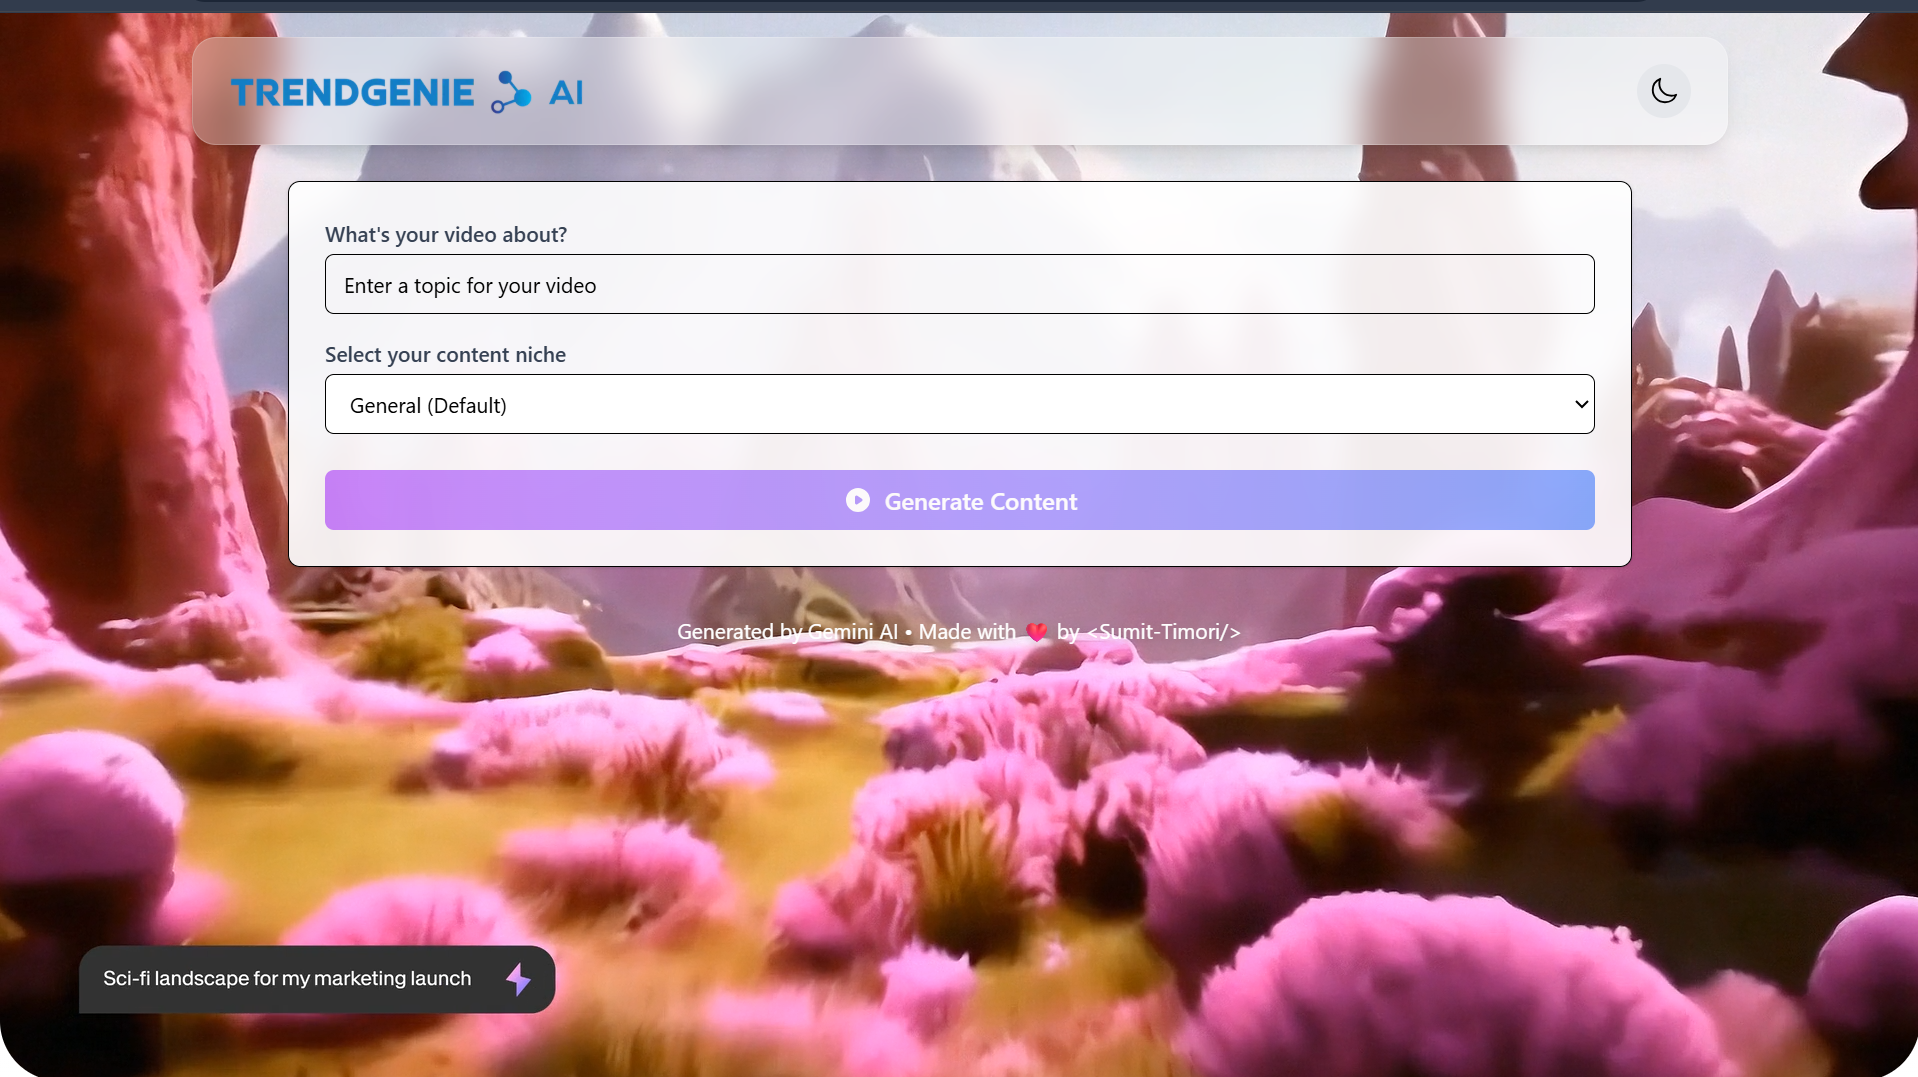 TRENDGENIE AI
What's your video about?
Enter a topic for your video
Select your content niche
General (Default)
Generate Content
Generated by Gemini AI • Made with ❤️ by <Sumit-Timori/>
Sci-fi landscape for my marketing launch